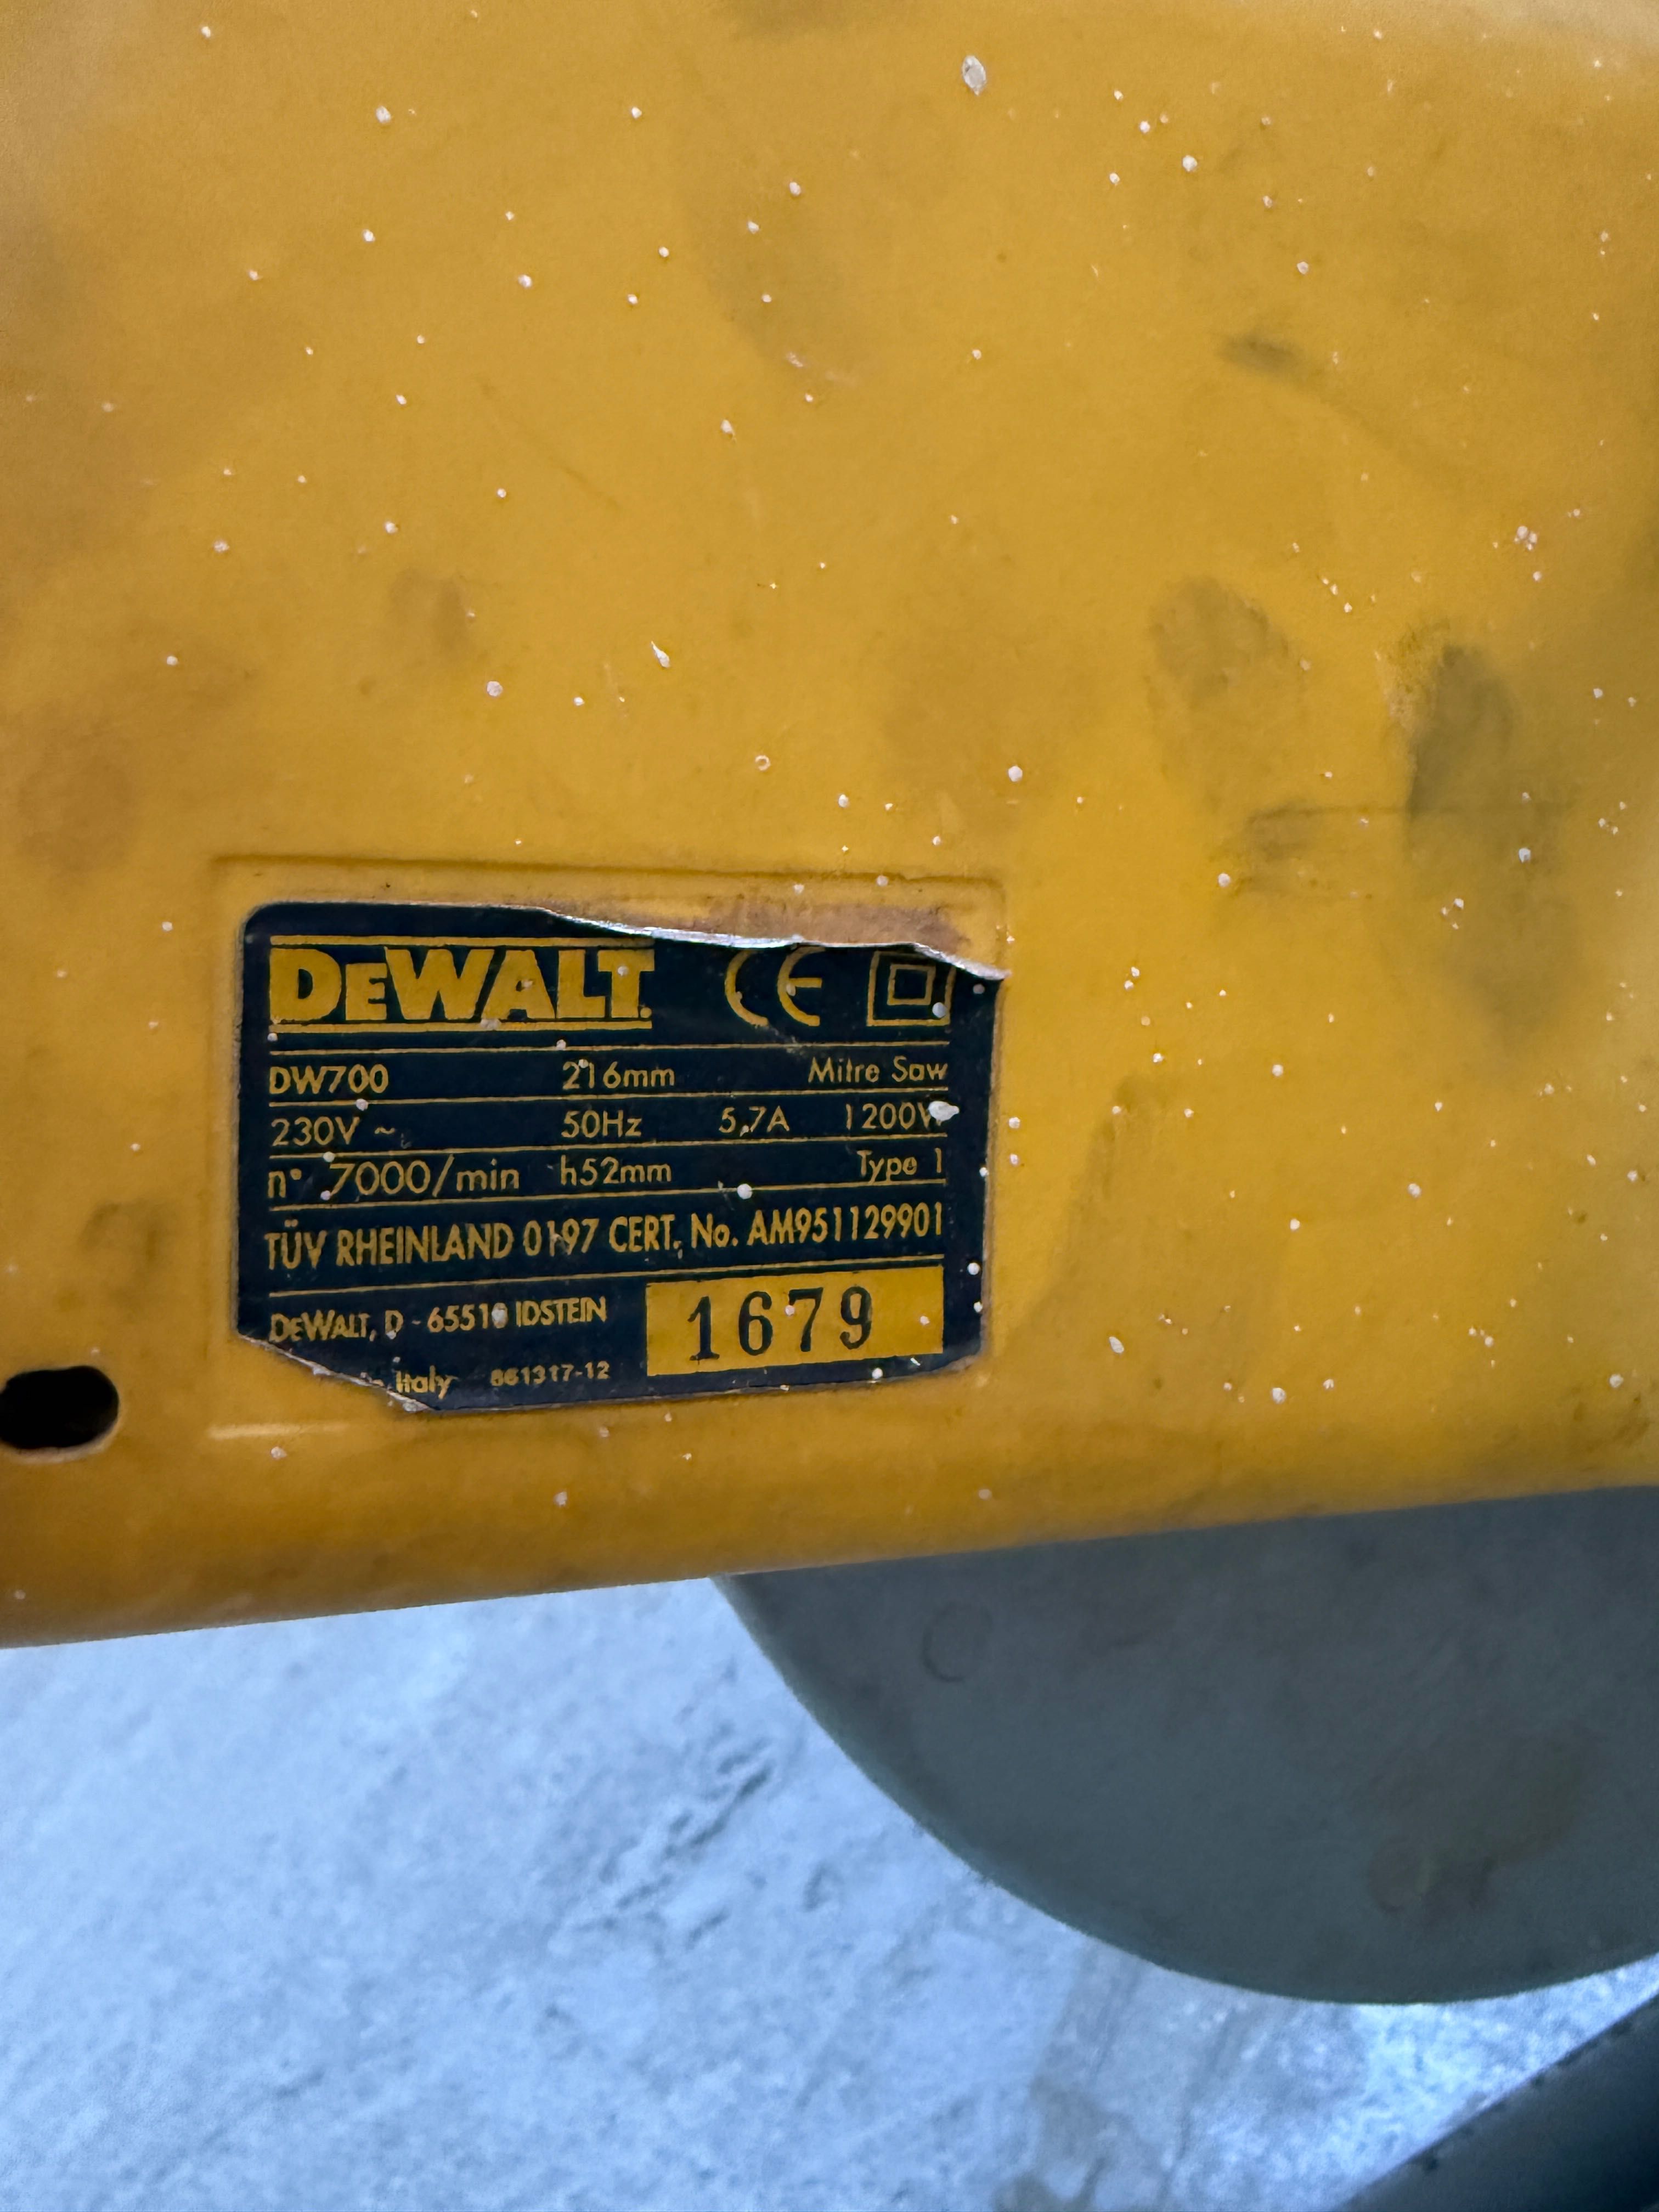 DEWALT. CE
DW700 216mm Mitre Saw
230V ~ 50Hz 5,7A 1200W
n° 7000/min h52mm Type 1
TÜV RHEINLAND 0197 CERT. No. AM951129901
DEWALT, D - 65510 IDSTEIN
1679
Italy 861317-12